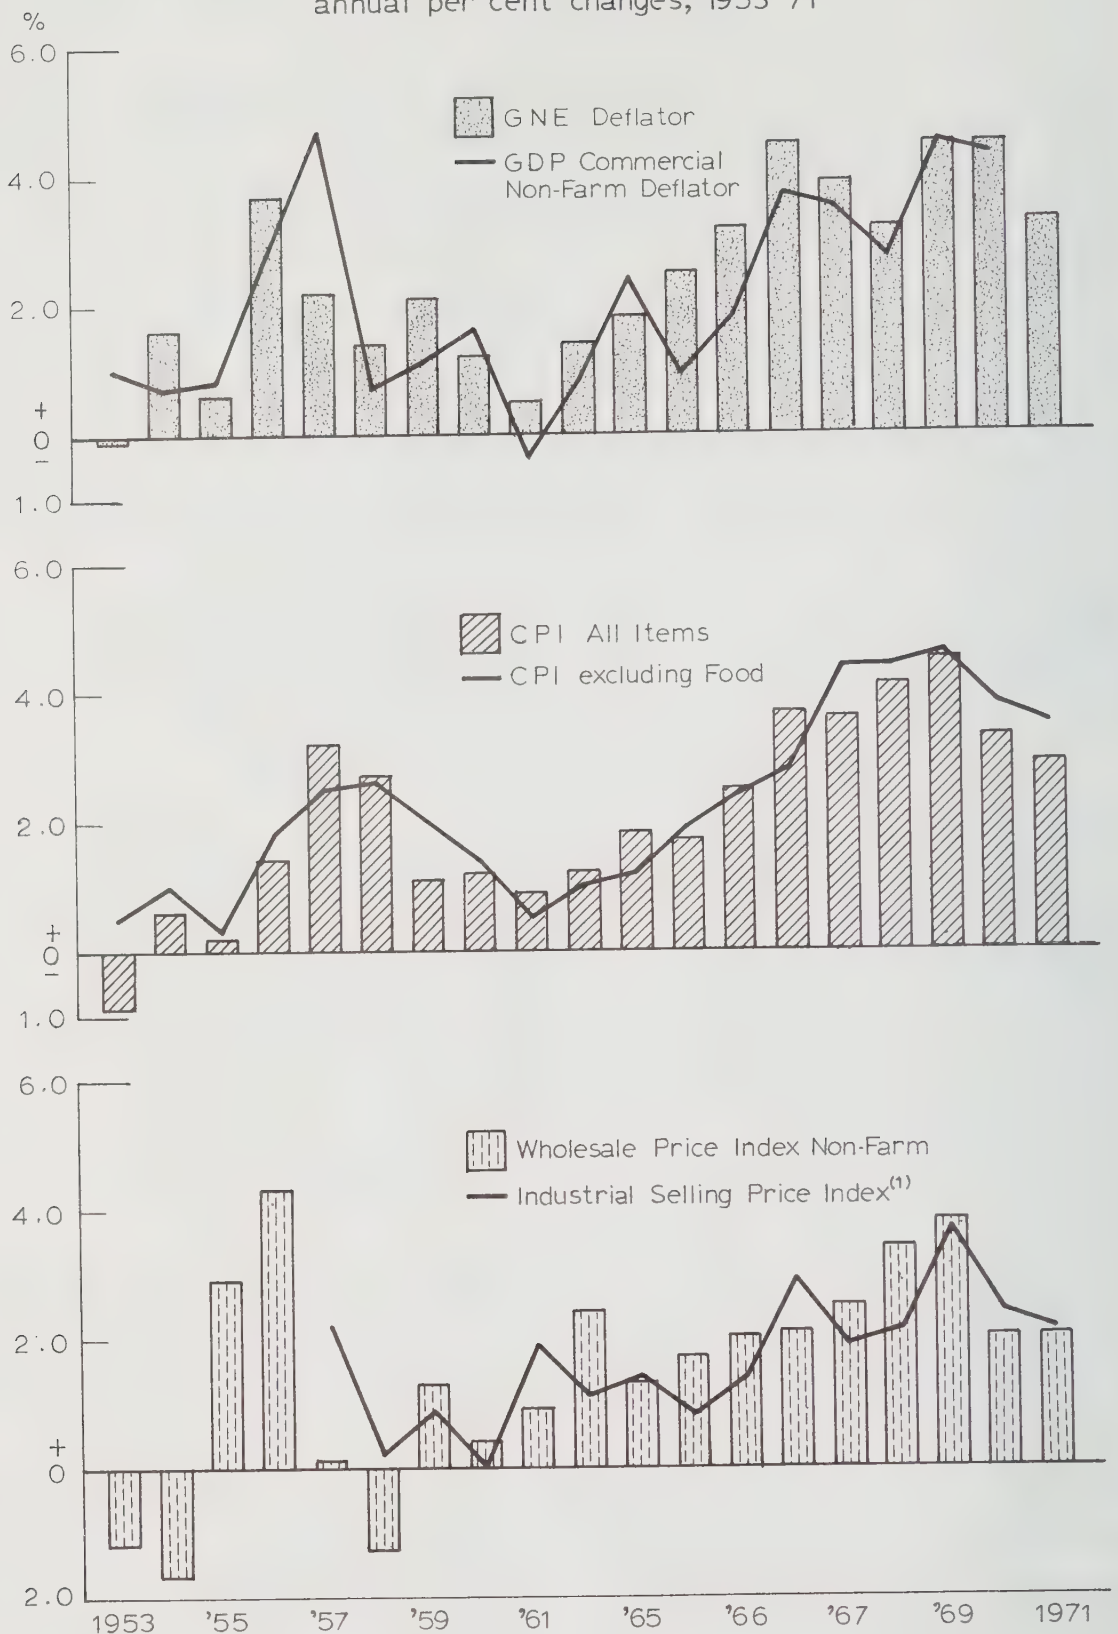 annual per cent changes, 1953-71
%
6.0
GNE Deflator
GDP Commercial
4.0
Non-Farm Deflator
2.0
+
0
−
1.0
6.0
CPI All Items
CPI excluding Food
4.0
2.0
+
0
−
1.0
6.0
Wholesale Price Index Non-Farm
Industrial Selling Price Index(1)
4.0
2.0
+
0
2.0
1953 '55 '57 '59 '61 '65 '66 '67 '69 1971